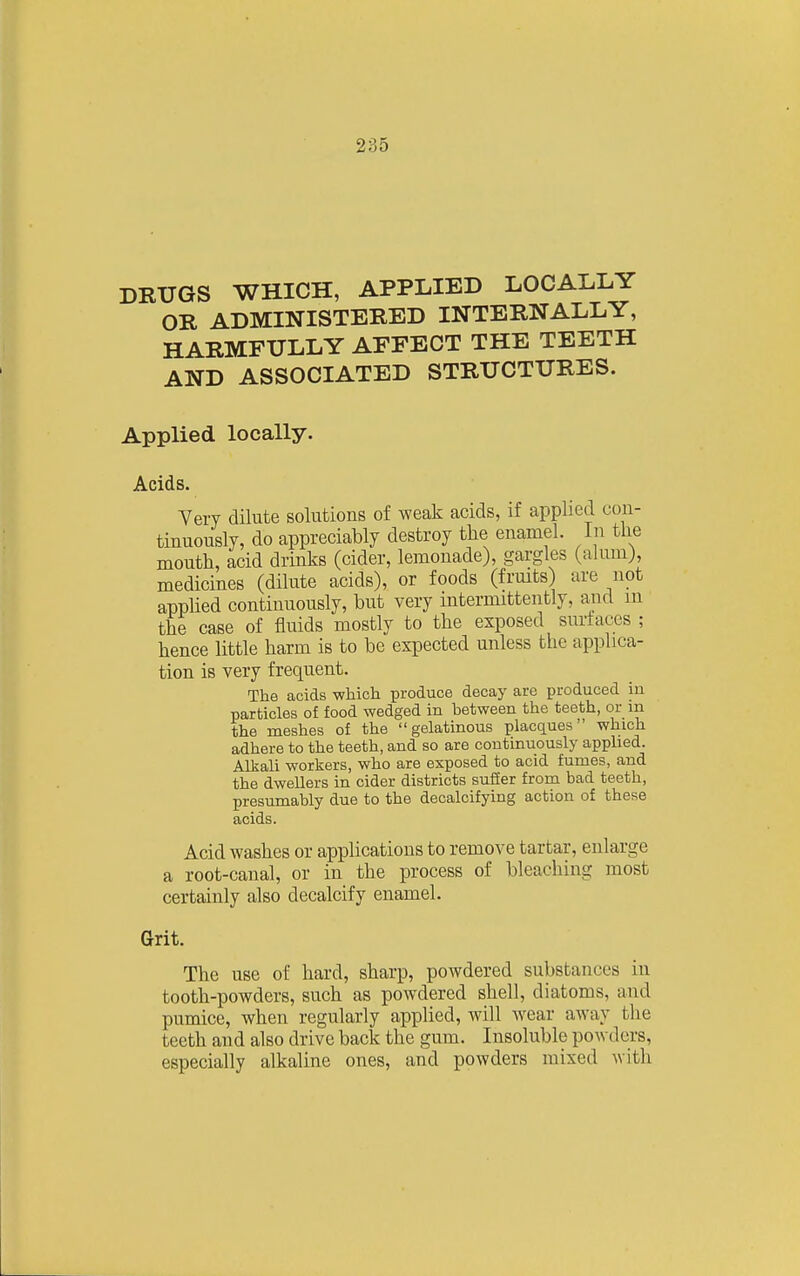 235
DRUGS WHICH, APPLIED LOCALLY
OR ADMINISTERED INTERNALLY,
HARMFULLY AFFECT THE TEETH
AND ASSOCIATED STRUCTURES.
Applied locally.
Acids.
Very dilute solutions of weak acids, if applied con-
tinuously, do appreciably destroy the enamel. In the
mouth, acid drinks (cider, lemonade), gargles (alum),
medicines (dilute acids), or foods (fruits) are not
applied continuously, but very intermittently, and in
the case of fluids mostly to the exposed surfaces ;
hence little harm is to be expected unless the applica-
tion is very frequent.
The acids which produce decay are produced in
particles of food wedged in between the teeth, or in
the meshes of the "gelatinous placques" which
adhere to the teeth, and so are continuously applied.
Alkali workers, who are exposed to acid fumes, and
the dwellers in cider districts suffer from bad teeth,
presumably due to the decalcifying action of these
acids.
Acid washes or applications to remove tartar, enlarge
a root-canal, or in the process of bleaching most
certainly also decalcify enamel.
Grit.
The use of hard, sharp, powdered substances in
tooth-powders, such as powdered shell, diatoms, and
pumice, when regularly applied, will wear away the
teeth and also drive back the gum. Insoluble powders,
especially alkaline ones, and powders mixed with